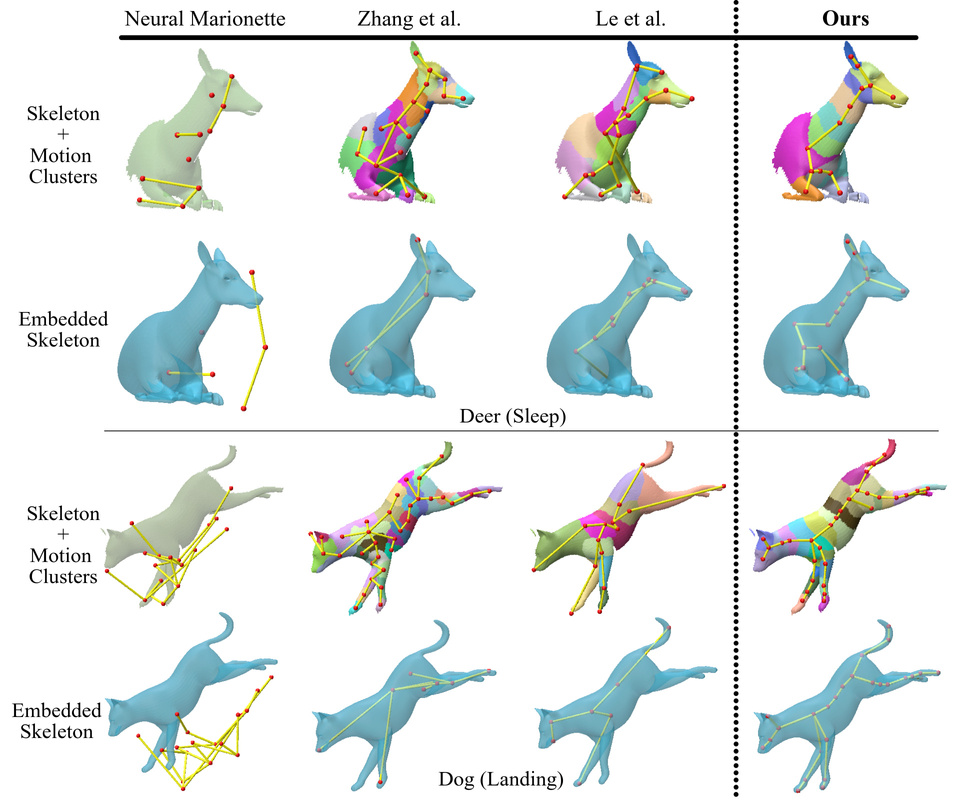 Neural Marionette
Zhang et al.
Le et al.
Ours
Skeleton
+
Motion
Clusters
Embedded
Skeleton
Deer (Sleep)
Skeleton
+
Motion
Clusters
Embedded
Skeleton
Dog (Landing)